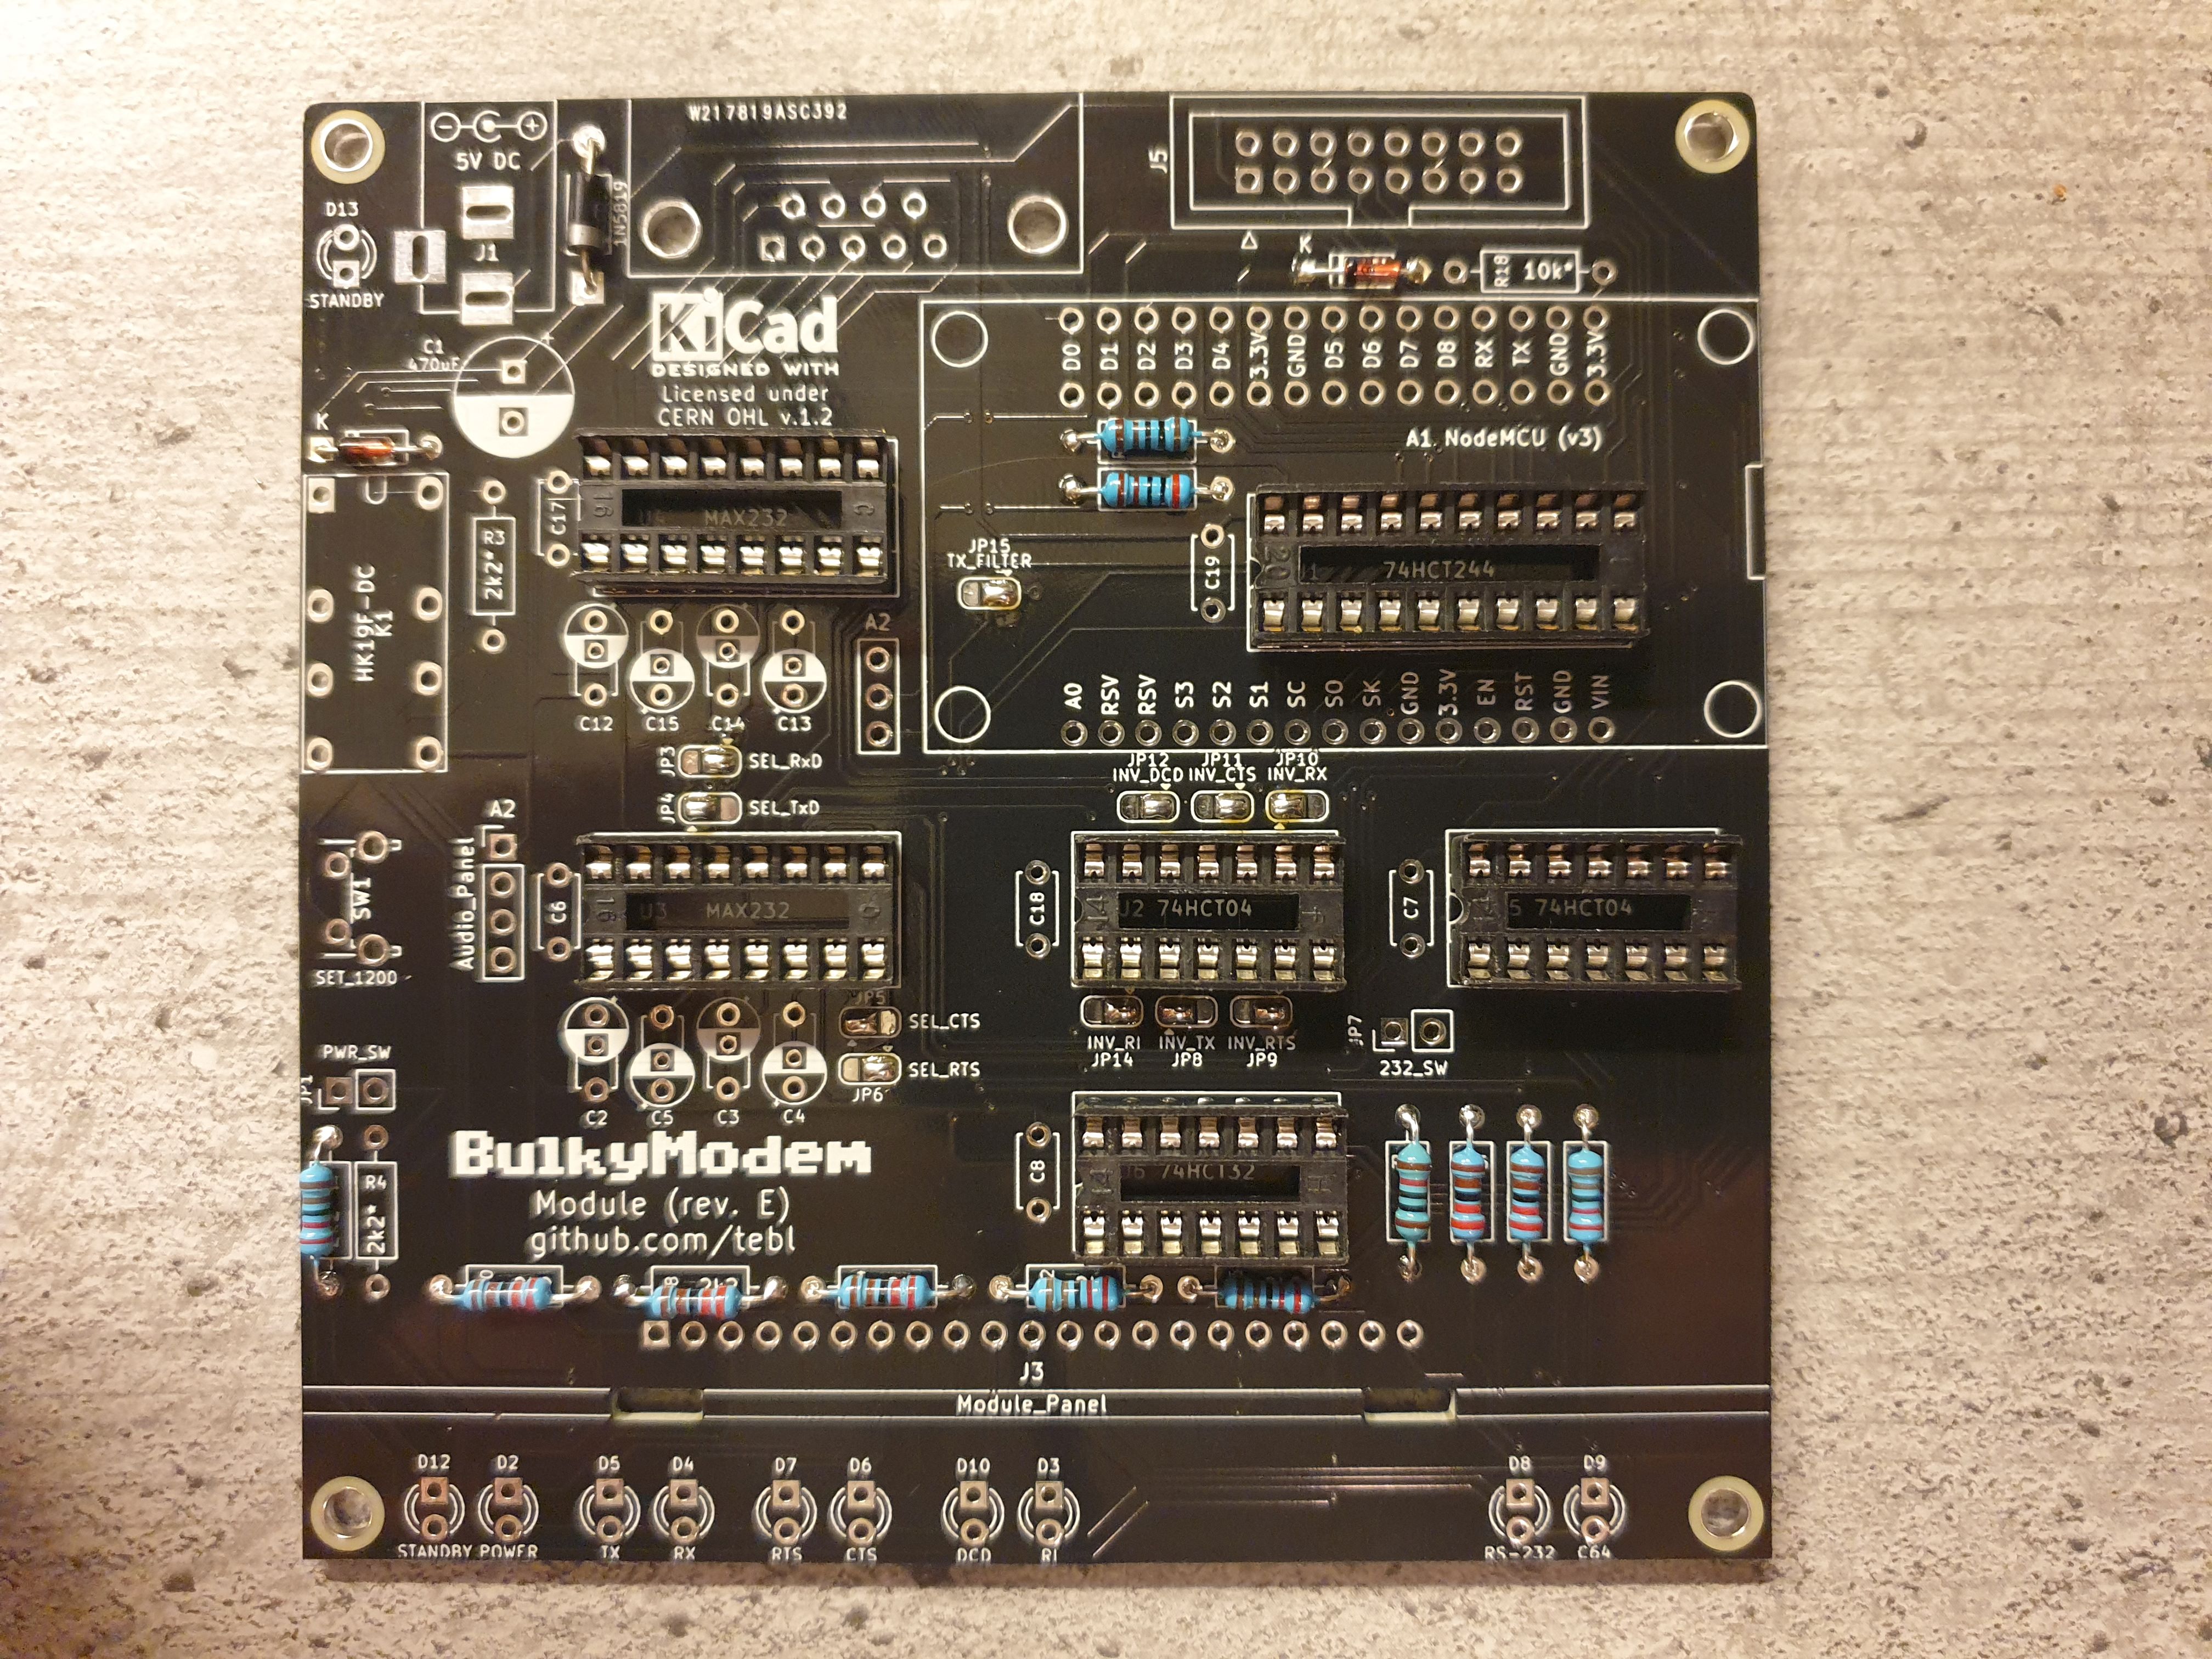 W217819ASC392
5V DC
1N5819
J5
D13
J1
STANDBY
K
R18 10k*
KiCad
DESIGNED WITH
Licensed under
CERN OHL v.1.2
C1
470uF
K
D0 D1 D2 D3 D4 3.3V GND D5 D6 D7 D8 RX TX GND 3.3V
A1 NodeMCU (v3)
C17
16
MAX232
R3
2k2*
HK19F-DC
K1
JP15
TX_FILTER
C19
20
74HCT244
A2
C12 C15 C14 C13
A0 RSV RSV S3 S2 S1 SC SO SK GND 3.3V EN RST GND VIN
JP3 SEL_RxD
JP4 SEL_TxD
JP12 JP11 JP10
INV_DCD INV_CTS INV_RX
A2
Audio_Panel
SW1
SET_1200
C6
16
U3 MAX232
C18
14
U2 74HCT04
C7
5 74HCT04
JP5
SEL_CTS
SEL_RTS
JP6
INV_RI INV_TX INV_RTS
JP14 JP8 JP9
JP7
232_SW
PWR_SW
JP1
C2 C5 C3 C4
BulkyModem
Module (rev. E)
github.com/tebl
R4
2k2*
C8
74HCT32
J3
Module_Panel
D12 D2 D5 D4 D7 D6 D10 D3 D8 D9
STANDBY POWER TX RX RTS CTS DCD RI RS-232 C64